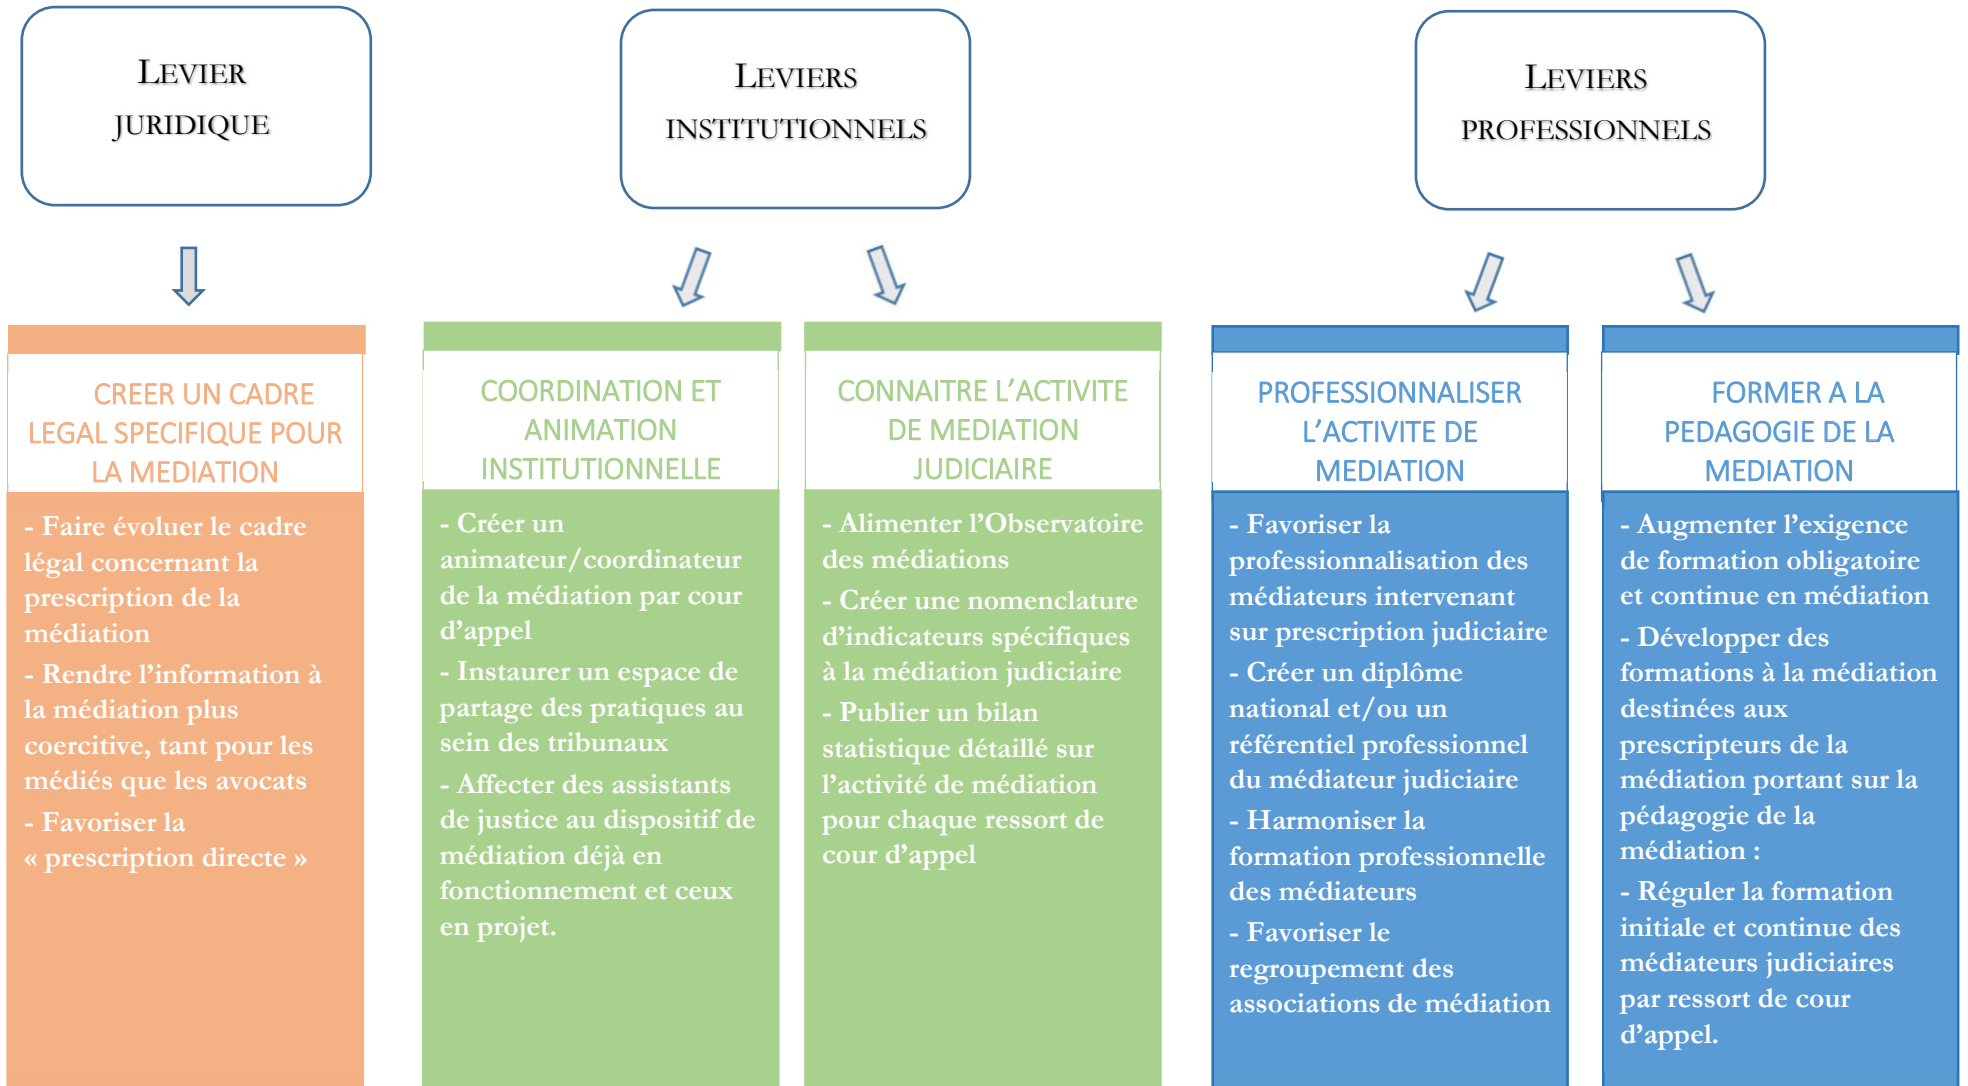 LEVIER
JURIDIQUE
LEVIERS
INSTITUTIONNELS
LEVIERS
PROFESSIONNELS
CREER UN CADRE
LEGAL SPECIFIQUE POUR
LA MEDIATION
- Faire évoluer le cadre
légal concernant la
prescription de la
médiation
- Rendre l’information à
la médiation plus
coercitive, tant pour les
médiés que les avocats
- Favoriser la
« prescription directe »
COORDINATION ET
ANIMATION
INSTITUTIONNELLE
- Créer un
animateur/coordinateur
de la médiation par cour
d’appel
- Instaurer un espace de
partage des pratiques au
sein des tribunaux
- Affecter des assistants
de justice au dispositif de
médiation déjà en
fonctionnement et ceux
en projet.
CONNAITRE L’ACTIVITE
DE MEDIATION
JUDICIAIRE
- Alimenter l’Observatoire
des médiations
- Créer une nomenclature
d’indicateurs spécifiques
à la médiation judiciaire
- Publier un bilan
statistique détaillé sur
l’activité de médiation
pour chaque ressort de
cour d’appel
PROFESSIONNALISER
L’ACTIVITE DE
MEDIATION
- Favoriser la
professionnalisation des
médiateurs intervenant
sur prescription judiciaire
- Créer un diplôme
national et/ou un
référentiel professionnel
du médiateur judiciaire
- Harmoniser la
formation professionnelle
des médiateurs
- Favoriser le
regroupement des
associations de médiation
FORMER A LA
PEDAGOGIE DE LA
MEDIATION
- Augmenter l’exigence
de formation obligatoire
et continue en médiation
- Développer des
formations à la médiation
destinées aux
prescripteurs de la
médiation portant sur la
pédagogie de la
médiation :
- Réguler la formation
initiale et continue des
médiateurs judiciaires
par ressort de cour
d’appel.